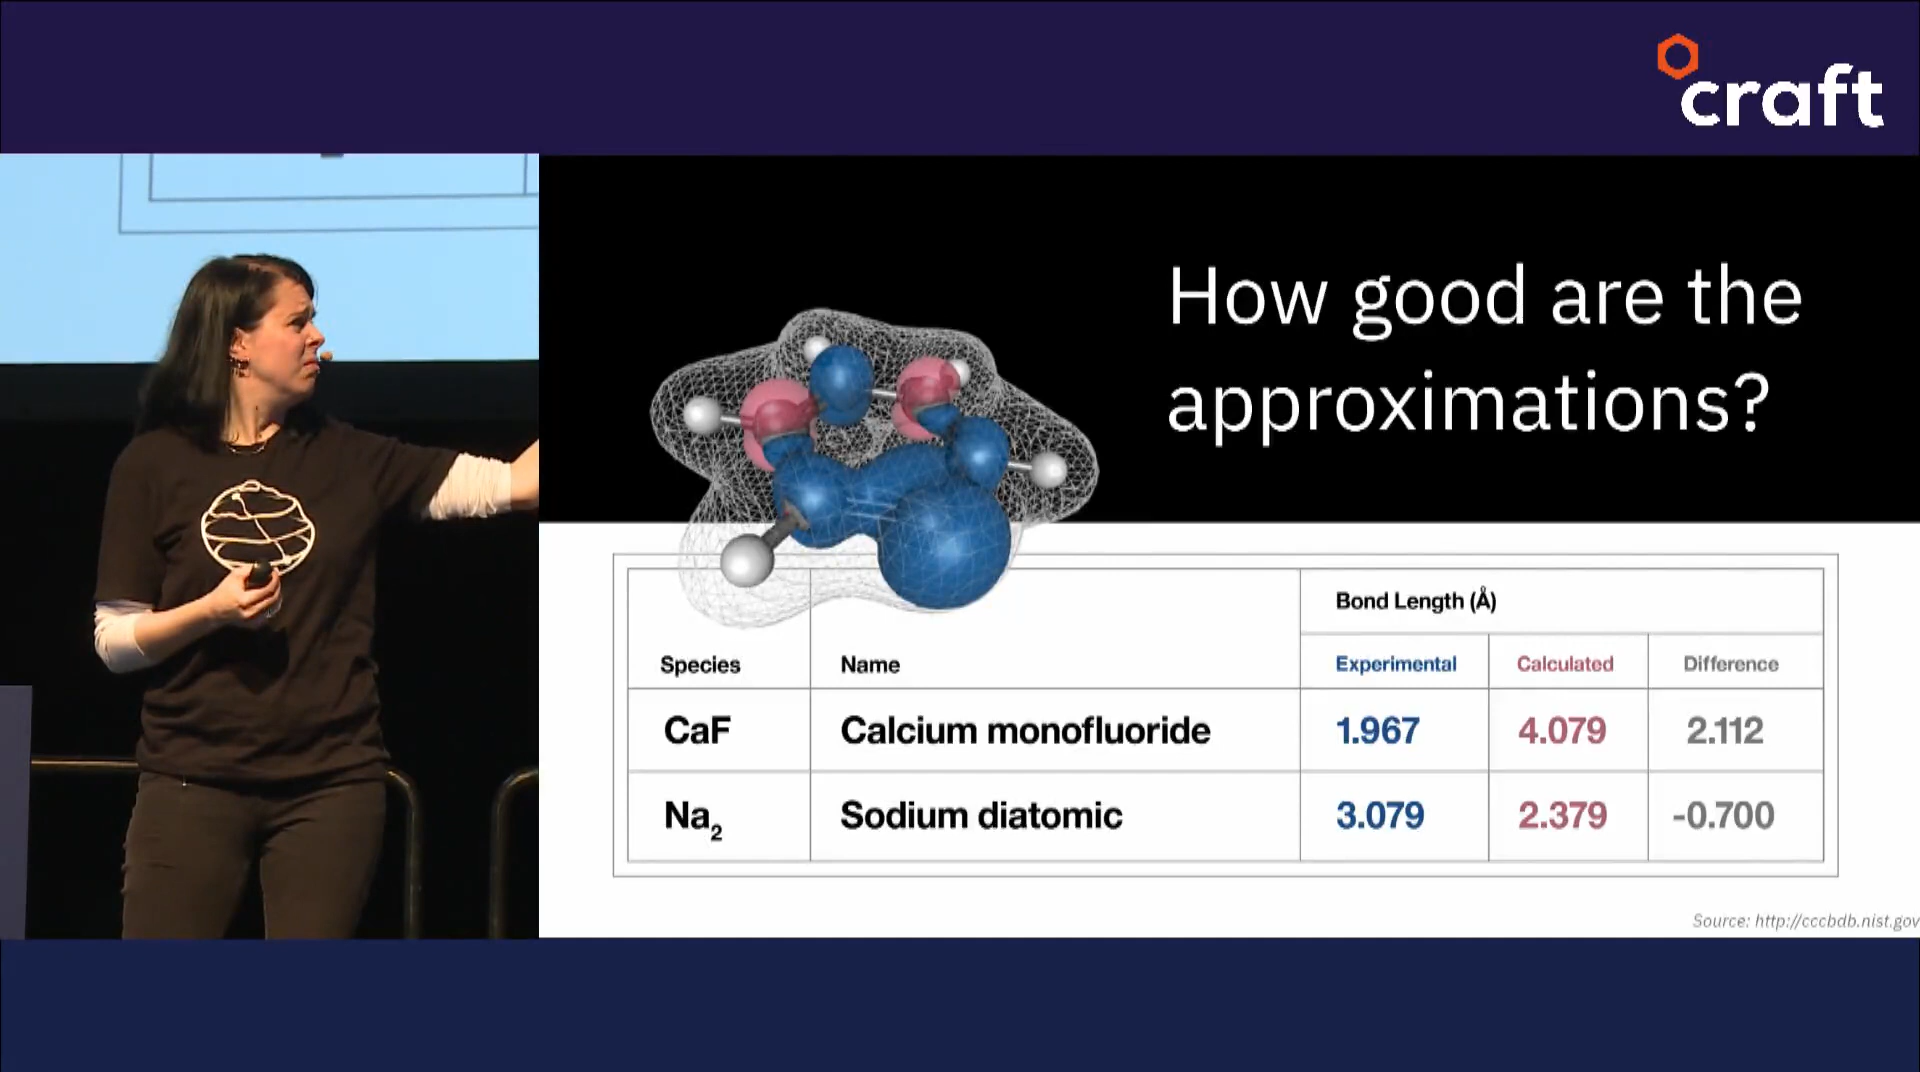 craft
How good are the
approximations?
Bond Length (Å)
Species Name Experimental Calculated Difference
CaF Calcium monofluoride 1.967 4.079 2.112
Na₂ Sodium diatomic 3.079 2.379 -0.700
Source: http://cccbdb.nist.gov